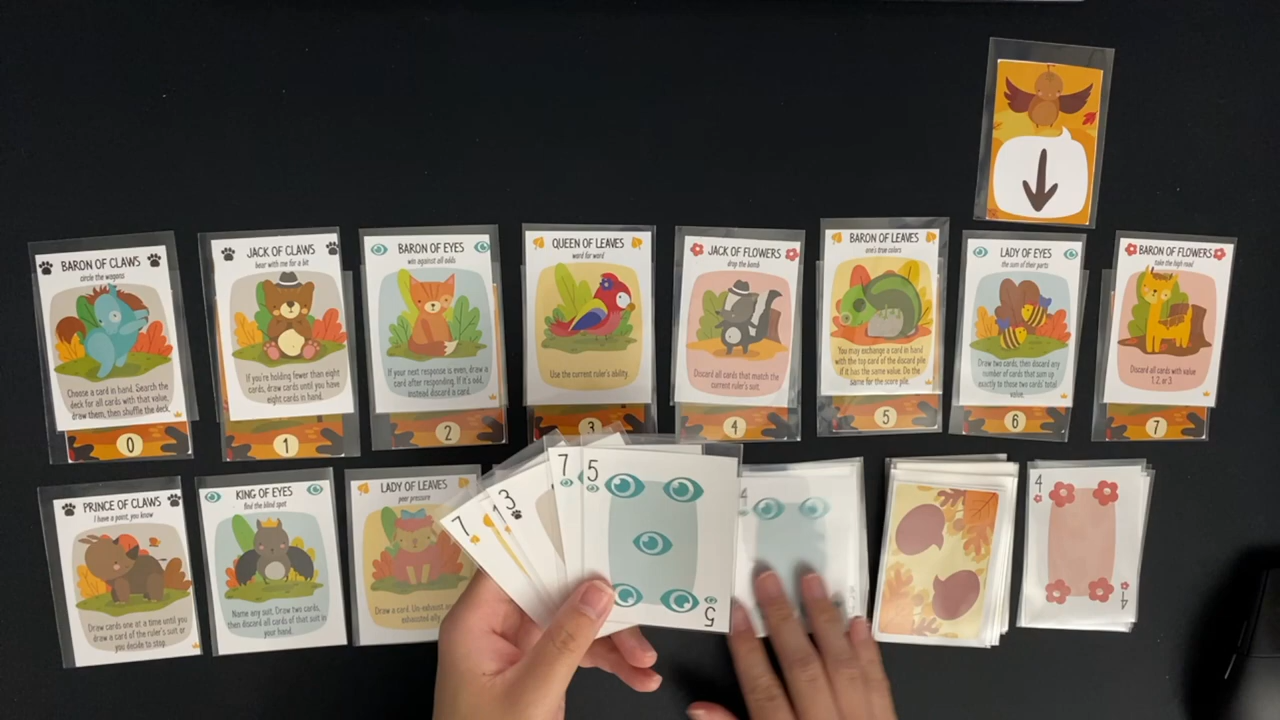 BARON OF CLAWS
circle the wagons
Choose a card in hand. Search the
deck for all cards with that value,
draw them, then shuffle the deck.
0
JACK OF CLAWS
bear with me for a bit
If you're holding fewer than eight
cards, draw cards until you have
eight cards in hand.
1
BARON OF EYES
win against all odds
If your next response is even, draw a
card after responding. If it's odd,
instead discard a card.
2
QUEEN OF LEAVES
word for word
Use the current ruler's ability.
3
JACK OF FLOWERS
drop the bomb
Discard all cards that match the
current ruler's suit.
4
BARON OF LEAVES
one's true colors
You may exchange a card in hand
with the top card of the discard pile
if it has the same value. Do the
same for the score pile.
5
LADY OF EYES
the sum of their parts
Draw two cards, then discard any
number of cards that sum up
exactly to those two cards' total
value.
6
BARON OF FLOWERS
take the high road
Discard all cards with value
1, 2, or 3.
7
PRINCE OF CLAWS
I have a point, you know
Draw cards one at a time until you
draw a card of the ruler's suit or
you decide to stop.
KING OF EYES
find the blind spot
Name any suit. Draw two cards,
then discard all cards of that suit in
your hand.
LADY OF LEAVES
peer pressure
Draw a card. Un-exhaust
exhausted ally.
7
1
3
7
5
5
4
4
4